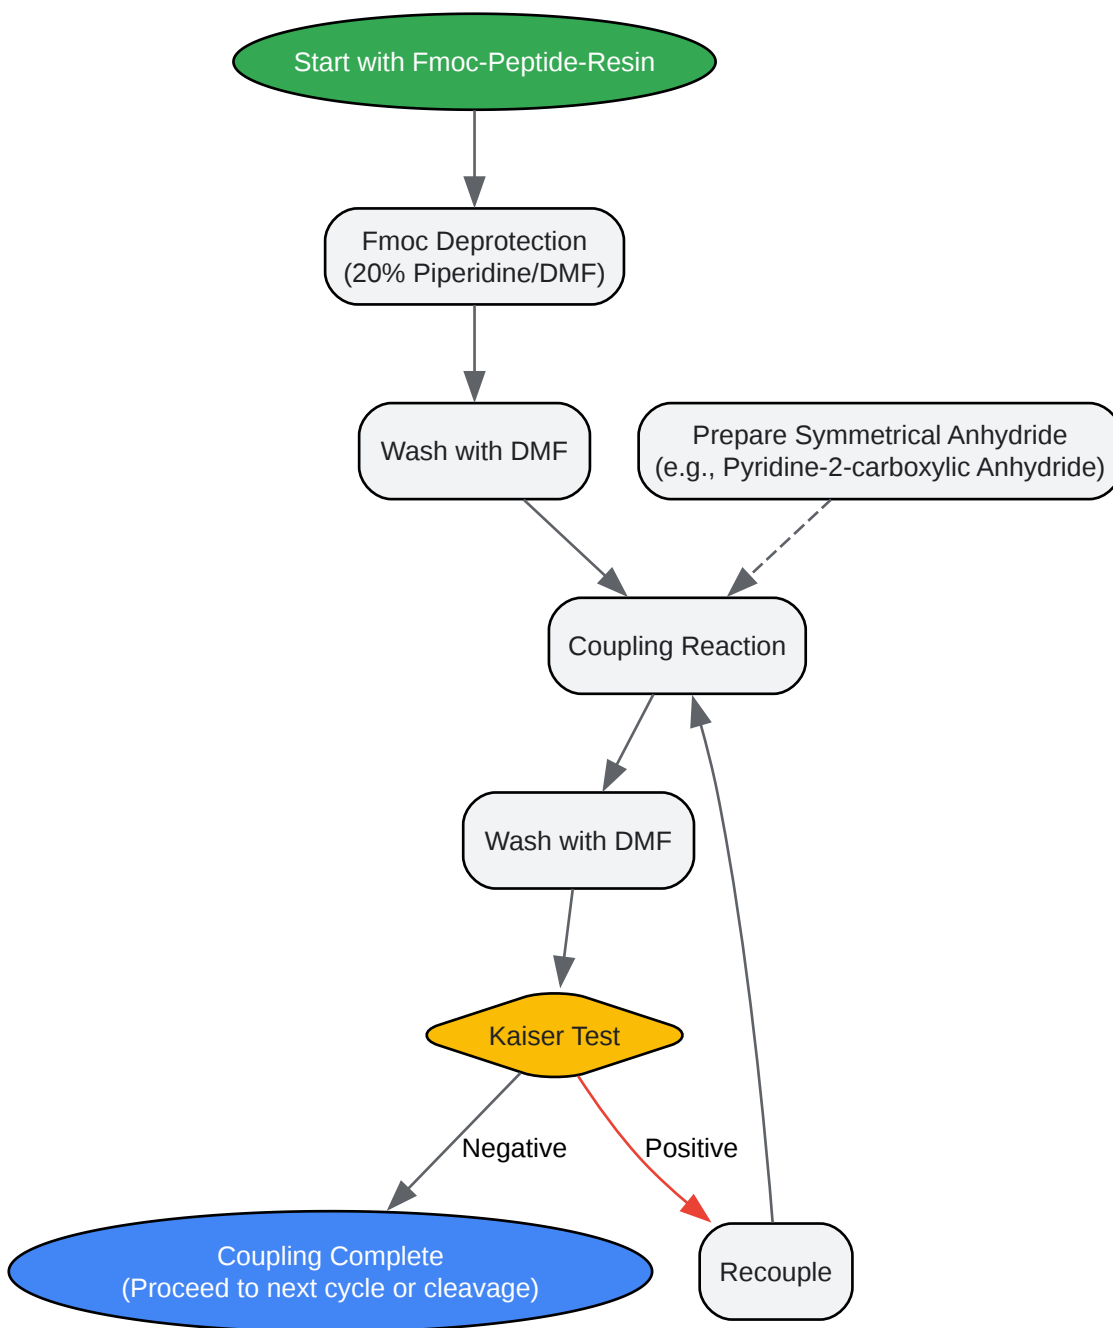 Start with Fmoc-Peptide-Resin
Fmoc Deprotection
(20% Piperidine/DMF)
Wash with DMF
Prepare Symmetrical Anhydride
(e.g., Pyridine-2-carboxylic Anhydride)
Coupling Reaction
Wash with DMF
Kaiser Test
Negative
Positive
Coupling Complete
(Proceed to next cycle or cleavage)
Recouple